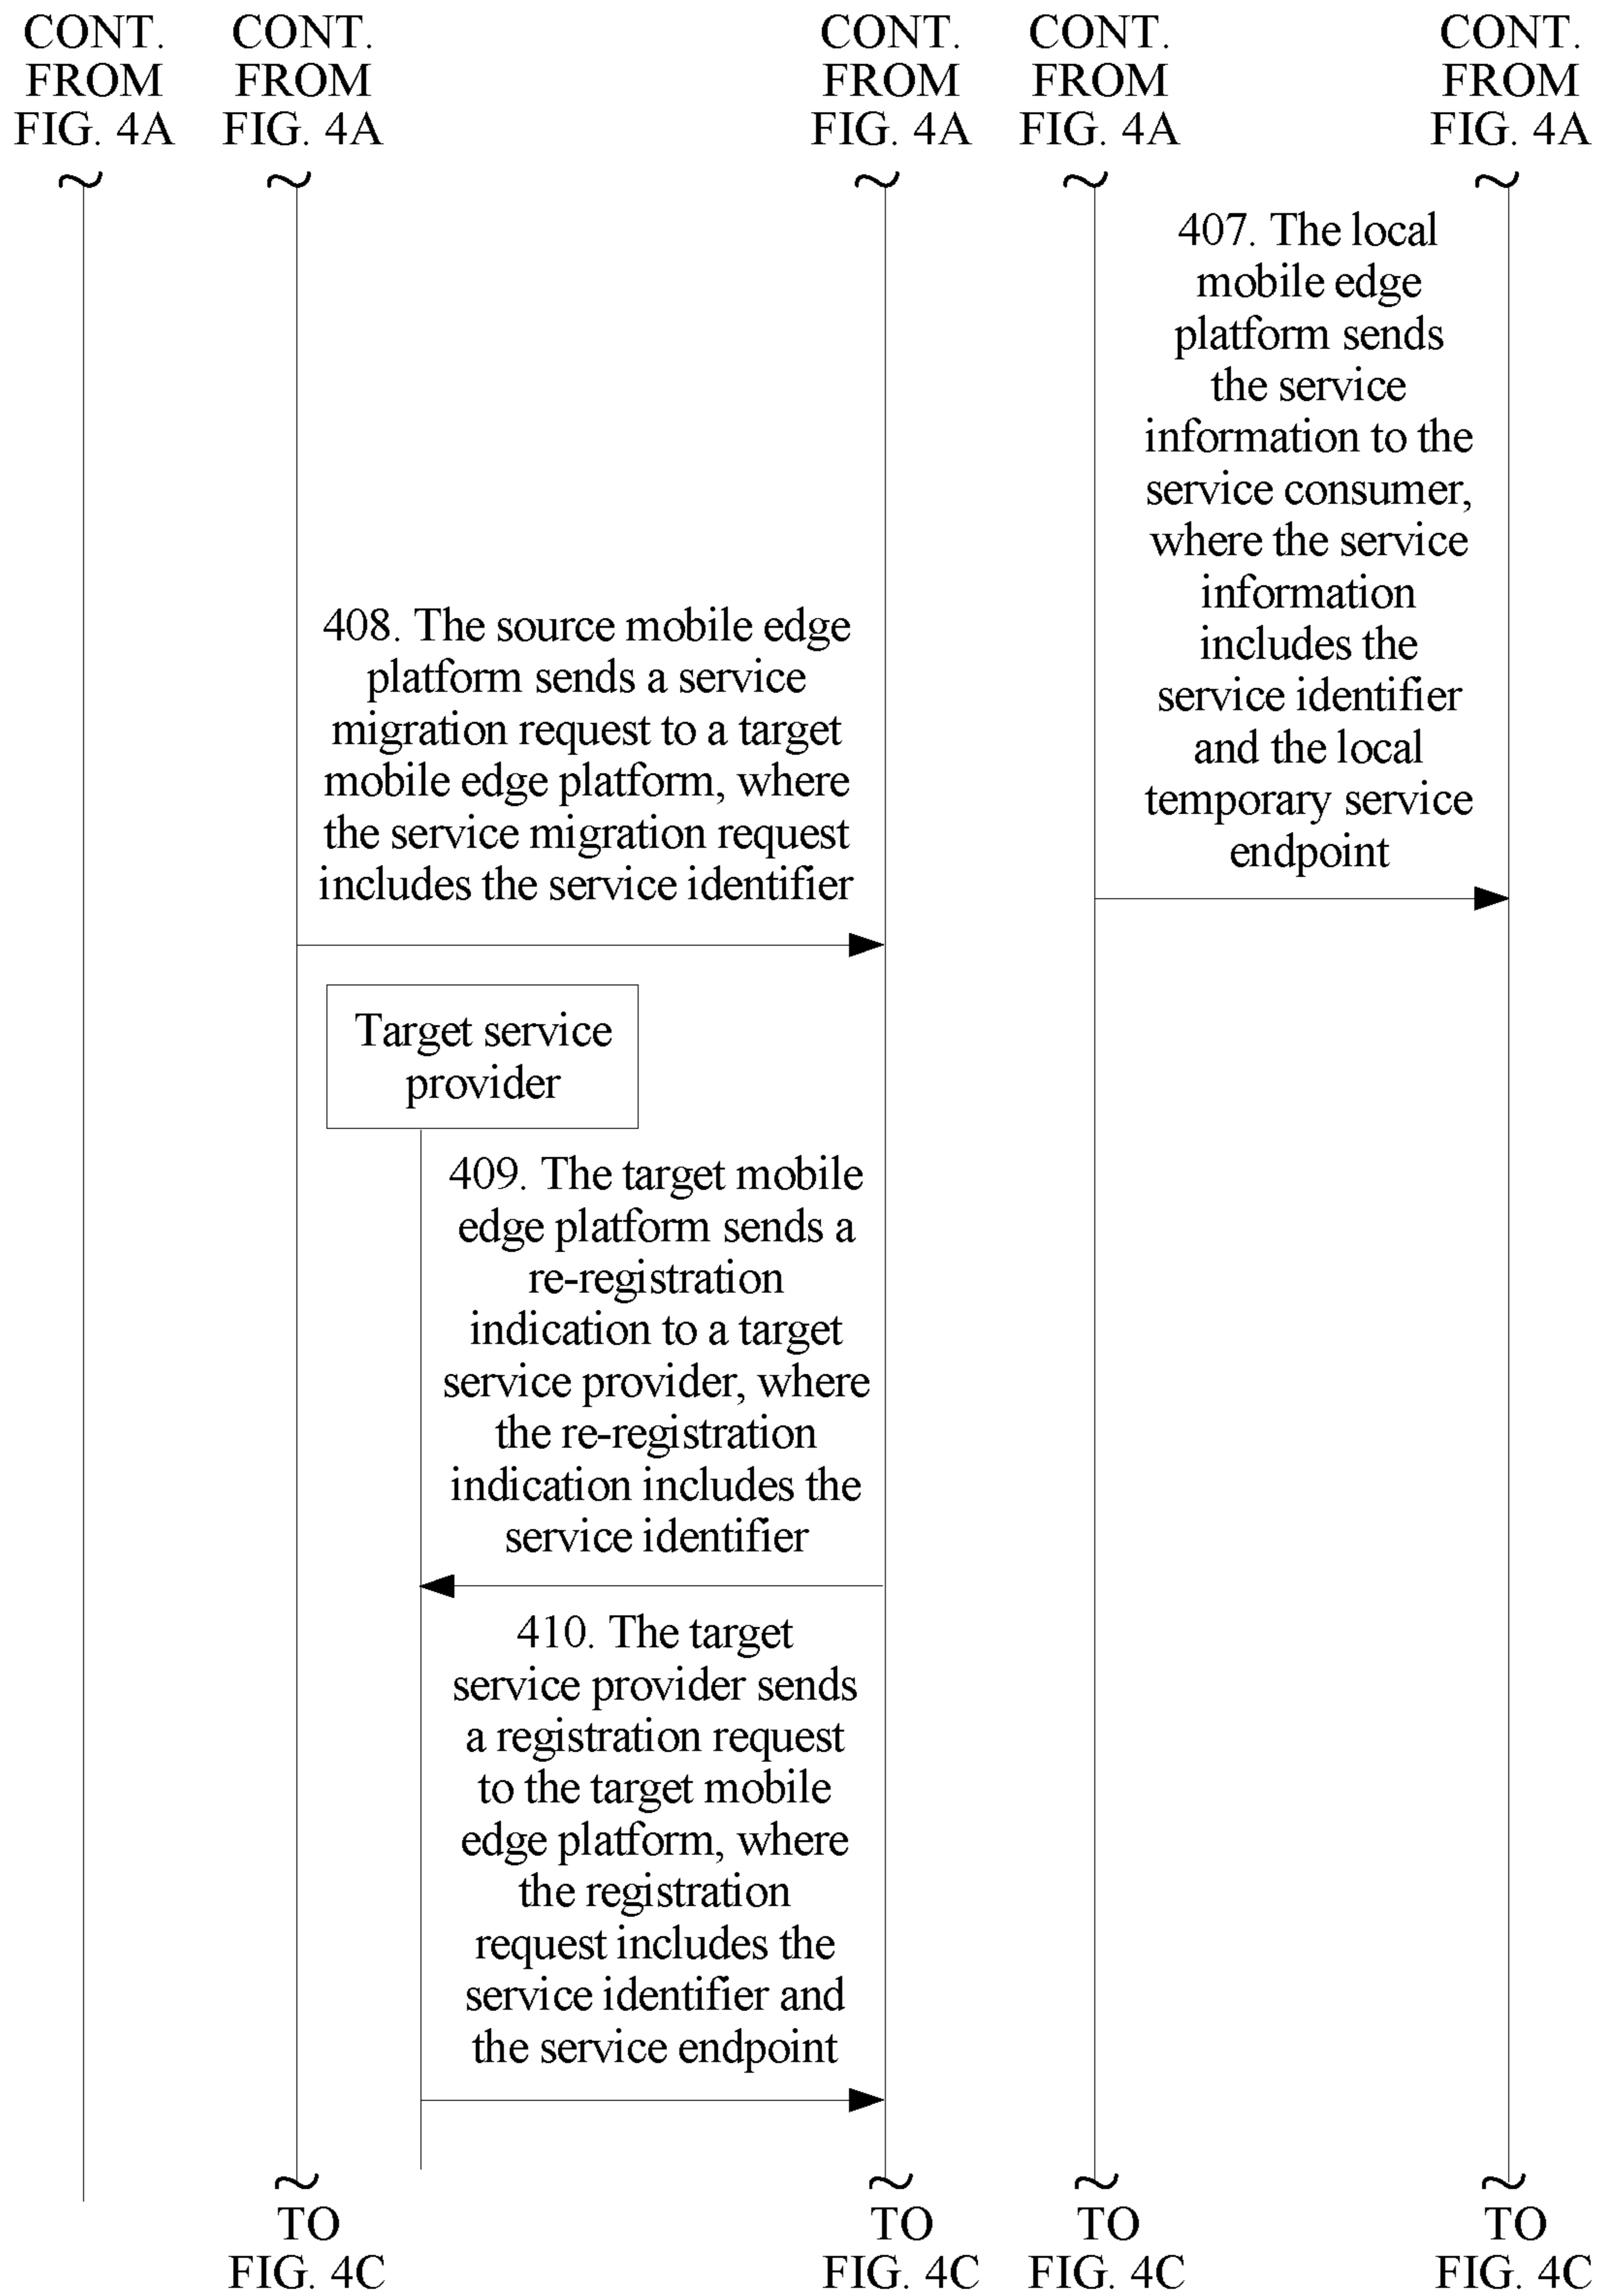 CONT.
FROM
FIG. 4A
CONT.
FROM
FIG. 4A
CONT.
FROM
FIG. 4A
CONT.
FROM
FIG. 4A
CONT.
FROM
FIG. 4A
407. The local
mobile edge
platform sends
the service
information to the
service consumer,
where the service
information
includes the
service identifier
and the local
temporary service
endpoint
408. The source mobile edge
platform sends a service
migration request to a target
mobile edge platform, where
the service migration request
includes the service identifier
Target service
provider
409. The target mobile
edge platform sends a
re-registration
indication to a target
service provider, where
the re-registration
indication includes the
service identifier
410. The target
service provider sends
a registration request
to the target mobile
edge platform, where
the registration
request includes the
service identifier and
the service endpoint
TO
FIG. 4C
TO
FIG. 4C
TO
FIG. 4C
TO
FIG. 4C